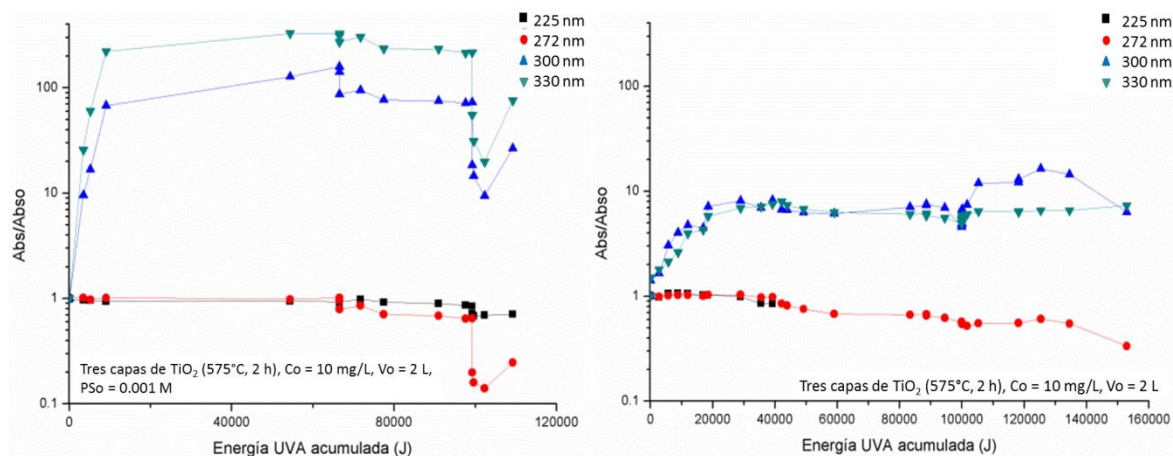 225 nm
272 nm
300 nm
330 nm
100
10
1
0.1
Abs/Abso
Tres capas de TiO₂ (575°C, 2 h), Co = 10 mg/L, Vo = 2 L,
PSo = 0.001 M
0 40000 80000 120000
Energía UVA acumulada (J)
225 nm
272 nm
300 nm
330 nm
100
10
1
0.1
Abs/Abso
Tres capas de TiO₂ (575°C, 2 h), Co = 10 mg/L, Vo = 2 L
0 20000 40000 60000 80000 100000 120000 140000 160000
Energía UVA acumulada (J)